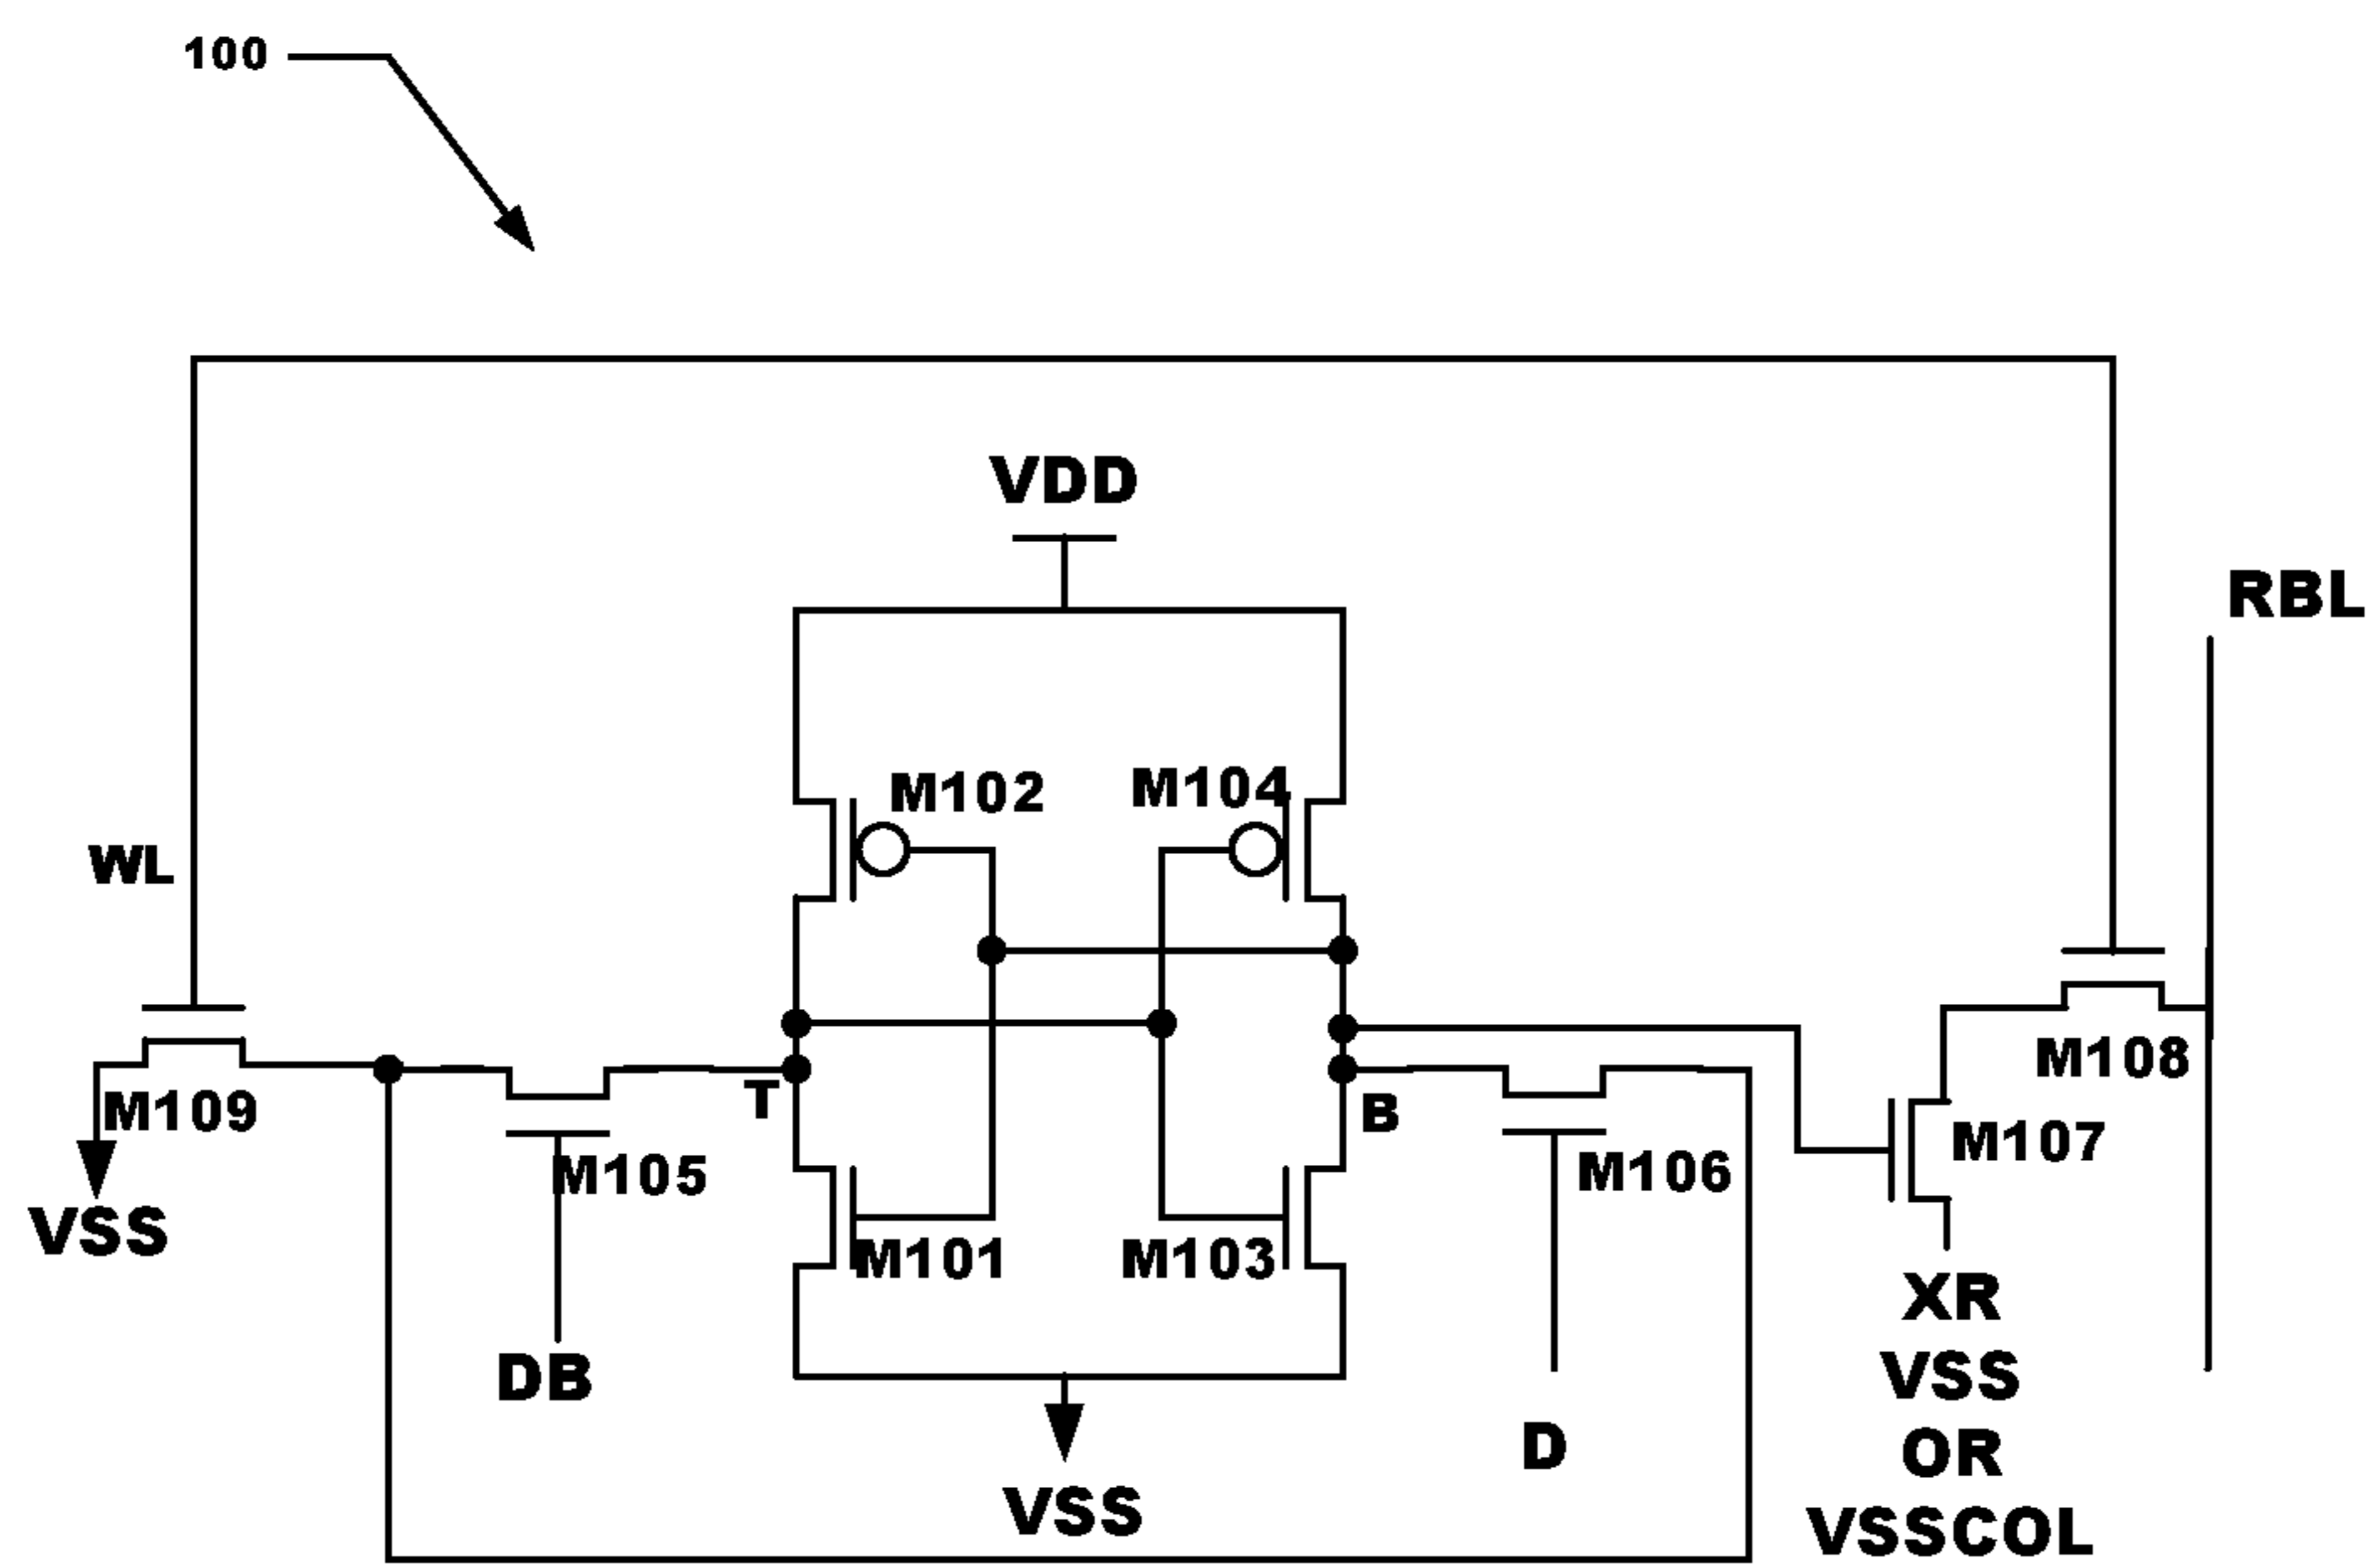 100
VDD
RBL
M102
M104
WL
M108
M109
T
B
M107
M105
M106
VSS
M101
M103
XR
VSS
OR
VSSCOL
DB
D
VSS